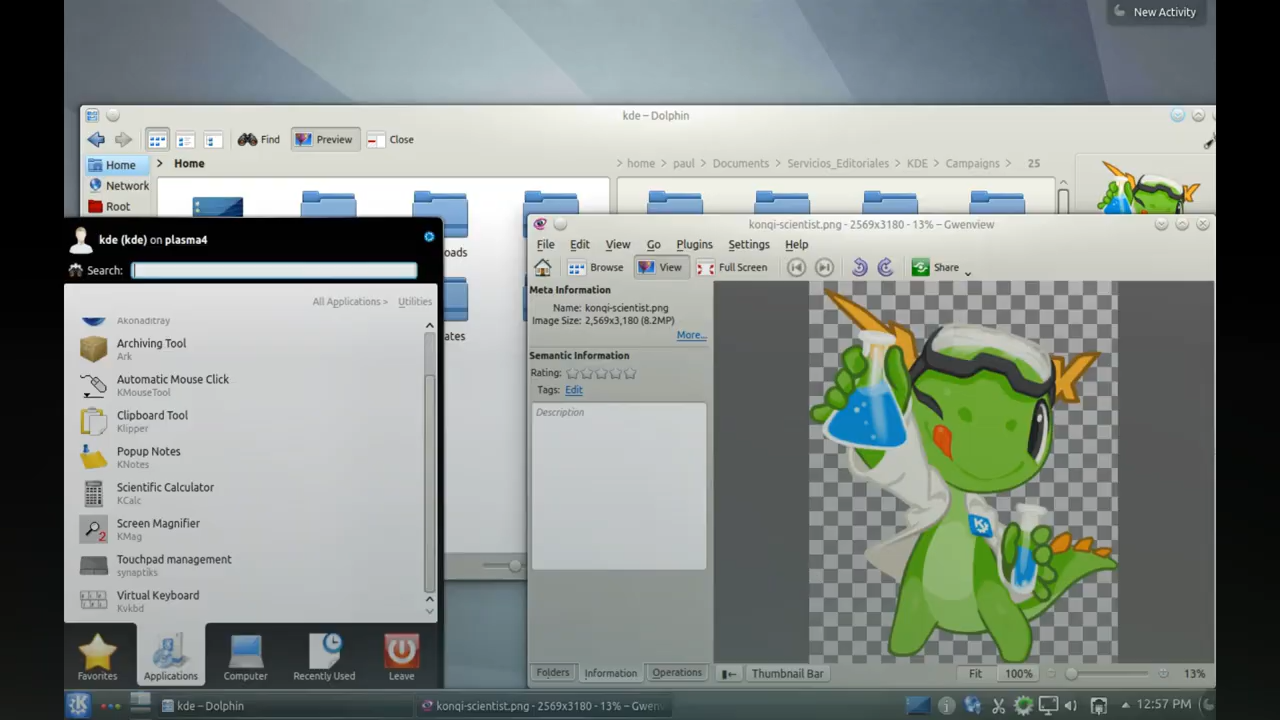 New Activity
kde – Dolphin
Find
Preview
Close
Home
> Home
> home > paul > Documents > Servicios_Editoriales > KDE > Campaigns > 25
Network
Root
oads
ates
kde (kde) on plasma4
Search:
All Applications > Utilities
Akonaditray
Archiving Tool
Ark
Automatic Mouse Click
KMouseTool
Clipboard Tool
Klipper
Popup Notes
KNotes
Scientific Calculator
KCalc
Screen Magnifier
KMag
2
Touchpad management
synaptiks
Virtual Keyboard
Kvkbd
Favorites
Applications
Computer
Recently Used
Leave
konqi-scientist.png - 2569x3180 - 13% – Gwenview
File Edit View Go Plugins Settings Help
Browse View Full Screen Share
Meta Information
Name: konqi-scientist.png
Image Size: 2,569x3,180 (8.2MP)
More...
Semantic Information
Rating:
Tags: Edit
Description
K
Folders Information Operations
Thumbnail Bar
Fit 100% 13%
K
kde – Dolphin
konqi-scientist.png - 2569x3180 - 13% – Gwenv
12:57 PM